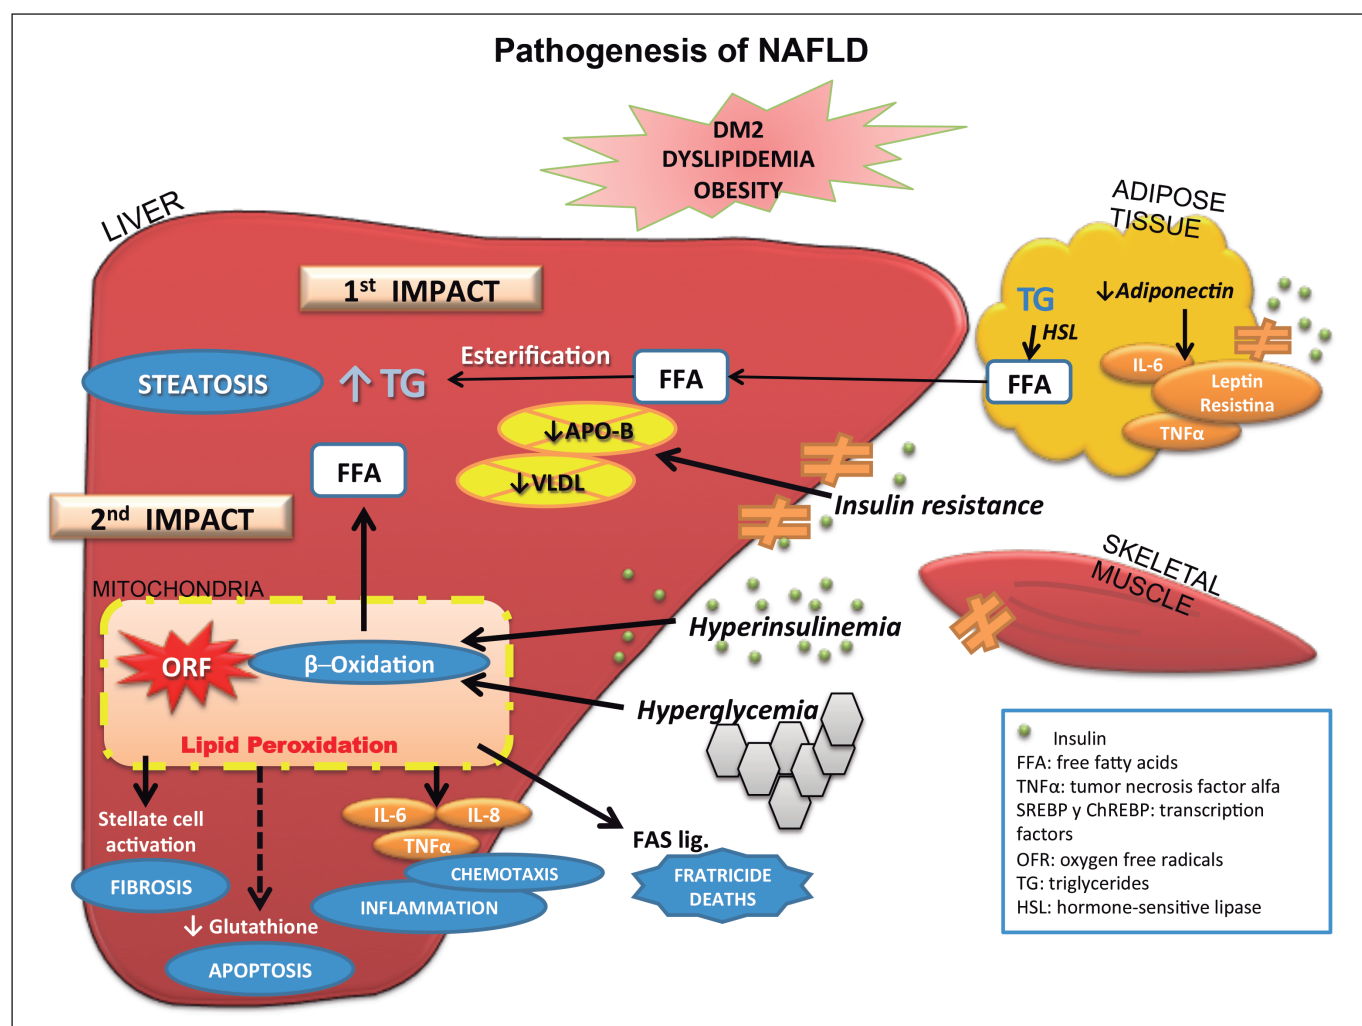 Pathogenesis of NAFLD
DM2
DYSLIPIDEMIA
OBESITY
LIVER
ADIPOSE
TISSUE
1st IMPACT
TG
HSL
↓Adiponectin
STEATOSIS
↑ TG
Esterification
FFA
FFA
IL-6
Leptin
Resistina
TNFα
↓APO-B
↓VLDL
FFA
Insulin resistance
2nd IMPACT
SKELETAL
MUSCLE
MITOCHONDRIA
ORF
β–Oxidation
Hyperinsulinemia
Hyperglycemia
Lipid Peroxidation
Stellate cell
activation
FIBROSIS
IL-6
IL-8
TNFα
CHEMOTAXIS
INFLAMMATION
FAS lig.
FRATRICIDE
DEATHS
↓ Glutathione
APOPTOSIS
Insulin
FFA: free fatty acids
TNFα: tumor necrosis factor alfa
SREBP y ChREBP: transcription
factors
OFR: oxygen free radicals
TG: triglycerides
HSL: hormone-sensitive lipase